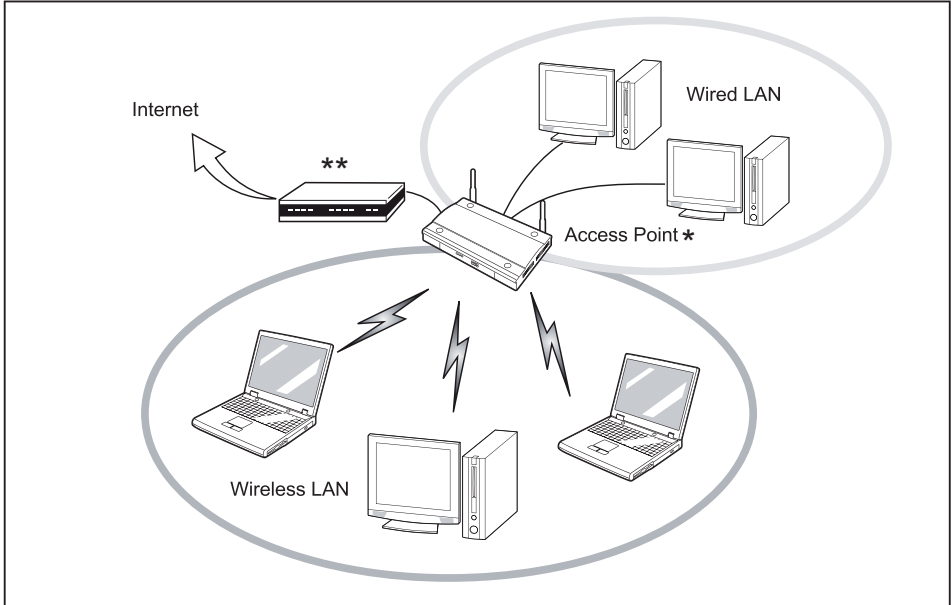 Internet
**
Wired LAN
Access Point *
Wireless LAN